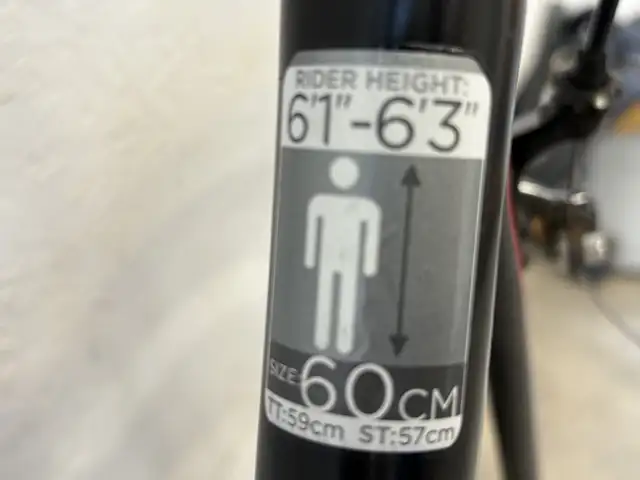 RIDER HEIGHT:
6'1"-6'3"
SIZE:60CM
TT:59cm ST:57cm